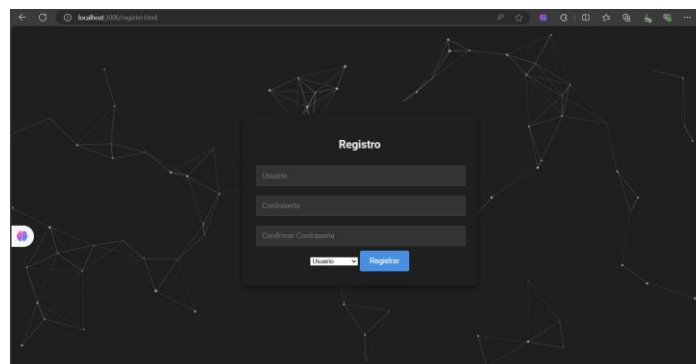 localhost:3000/register.html
Registro
Usuario
Contraseña
Confirmar Contraseña
Usuario
Registrar